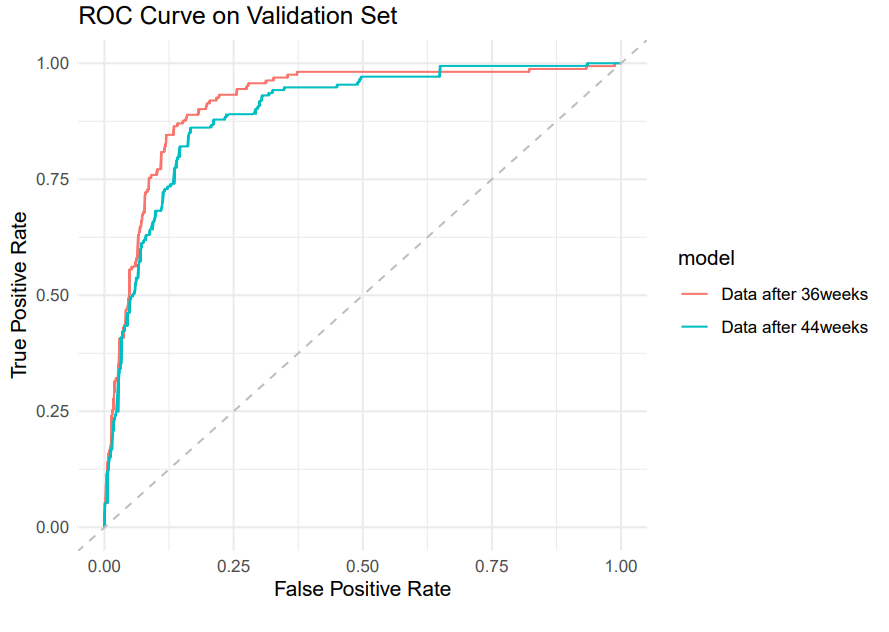 ROC Curve on Validation Set
1.00
0.75
0.50
0.25
0.00
True Positive Rate
0.00 0.25 0.50 0.75 1.00
False Positive Rate
model
Data after 36weeks
Data after 44weeks